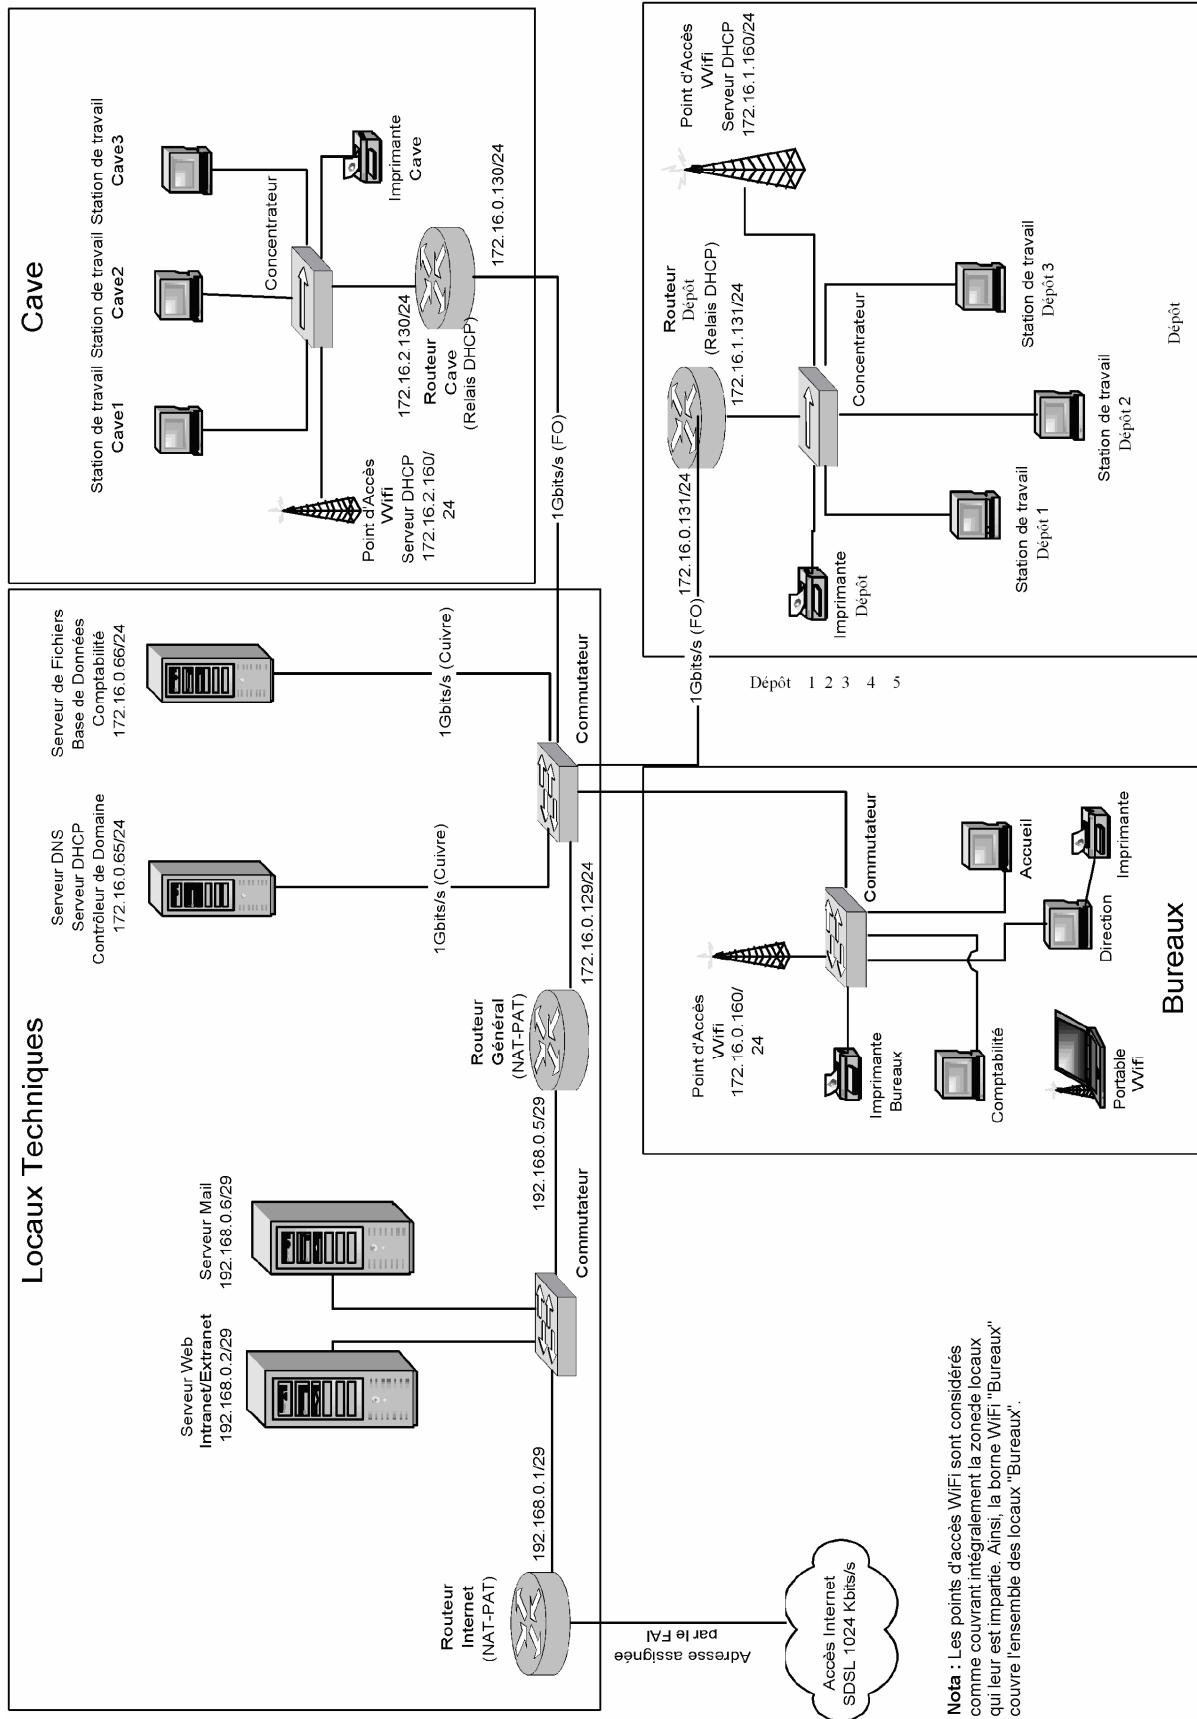 Locaux Techniques
Serveur Web
Intranet/Extranet
192.168.0.2/29
Serveur Mail
192.168.0.6/29
Serveur DNS
Serveur DHCP
Contrôleur de Domaine
172.16.0.65/24
Serveur de Fichiers
Base de Données
Comptabilité
172.16.0.66/24
1Gbits/s (Cuivre)
1Gbits/s (Cuivre)
Routeur
Internet
(NAT-PAT)
192.168.0.1/29
Commutateur
192.168.0.5/29
Routeur
Général
(NAT-PAT)
172.16.0.129/24
Commutateur
Adresse assignée
par le FAI
Accès Internet
SDSL 1024 Kbits/s
Nota : Les points d'accès WiFi sont considérés
comme couvrant intégralement la zonede locaux
qui leur est impartie. Ainsi, la borne WiFi "Bureaux"
couvre l'ensemble des locaux "Bureaux".
Cave
Station de travail
Cave1
Station de travail
Cave2
Station de travail
Cave3
Concentrateur
Point d'Accès
Wifi
Serveur DHCP
172.16.2.160/
24
172.16.2.130/24
Routeur
Cave
(Relais DHCP)
Imprimante
Cave
172.16.0.130/24
1Gbits/s (FO)
1Gbits/s (FO)
Bureaux
Point d'Accès
Wifi
172.16.0.160/
24
Commutateur
Imprimante
Bureaux
Comptabilité
Portable
Wifi
Direction
Accueil
Imprimante
Dépôt 1 2 3 4 5
172.16.0.131/24
Routeur
Dépôt
(Relais DHCP)
172.16.1.131/24
Point d'Accès
Wifi
Serveur DHCP
172.16.1.160/24
Concentrateur
Imprimante
Dépôt
Station de travail
Dépôt 1
Station de travail
Dépôt 2
Station de travail
Dépôt 3
Dépôt